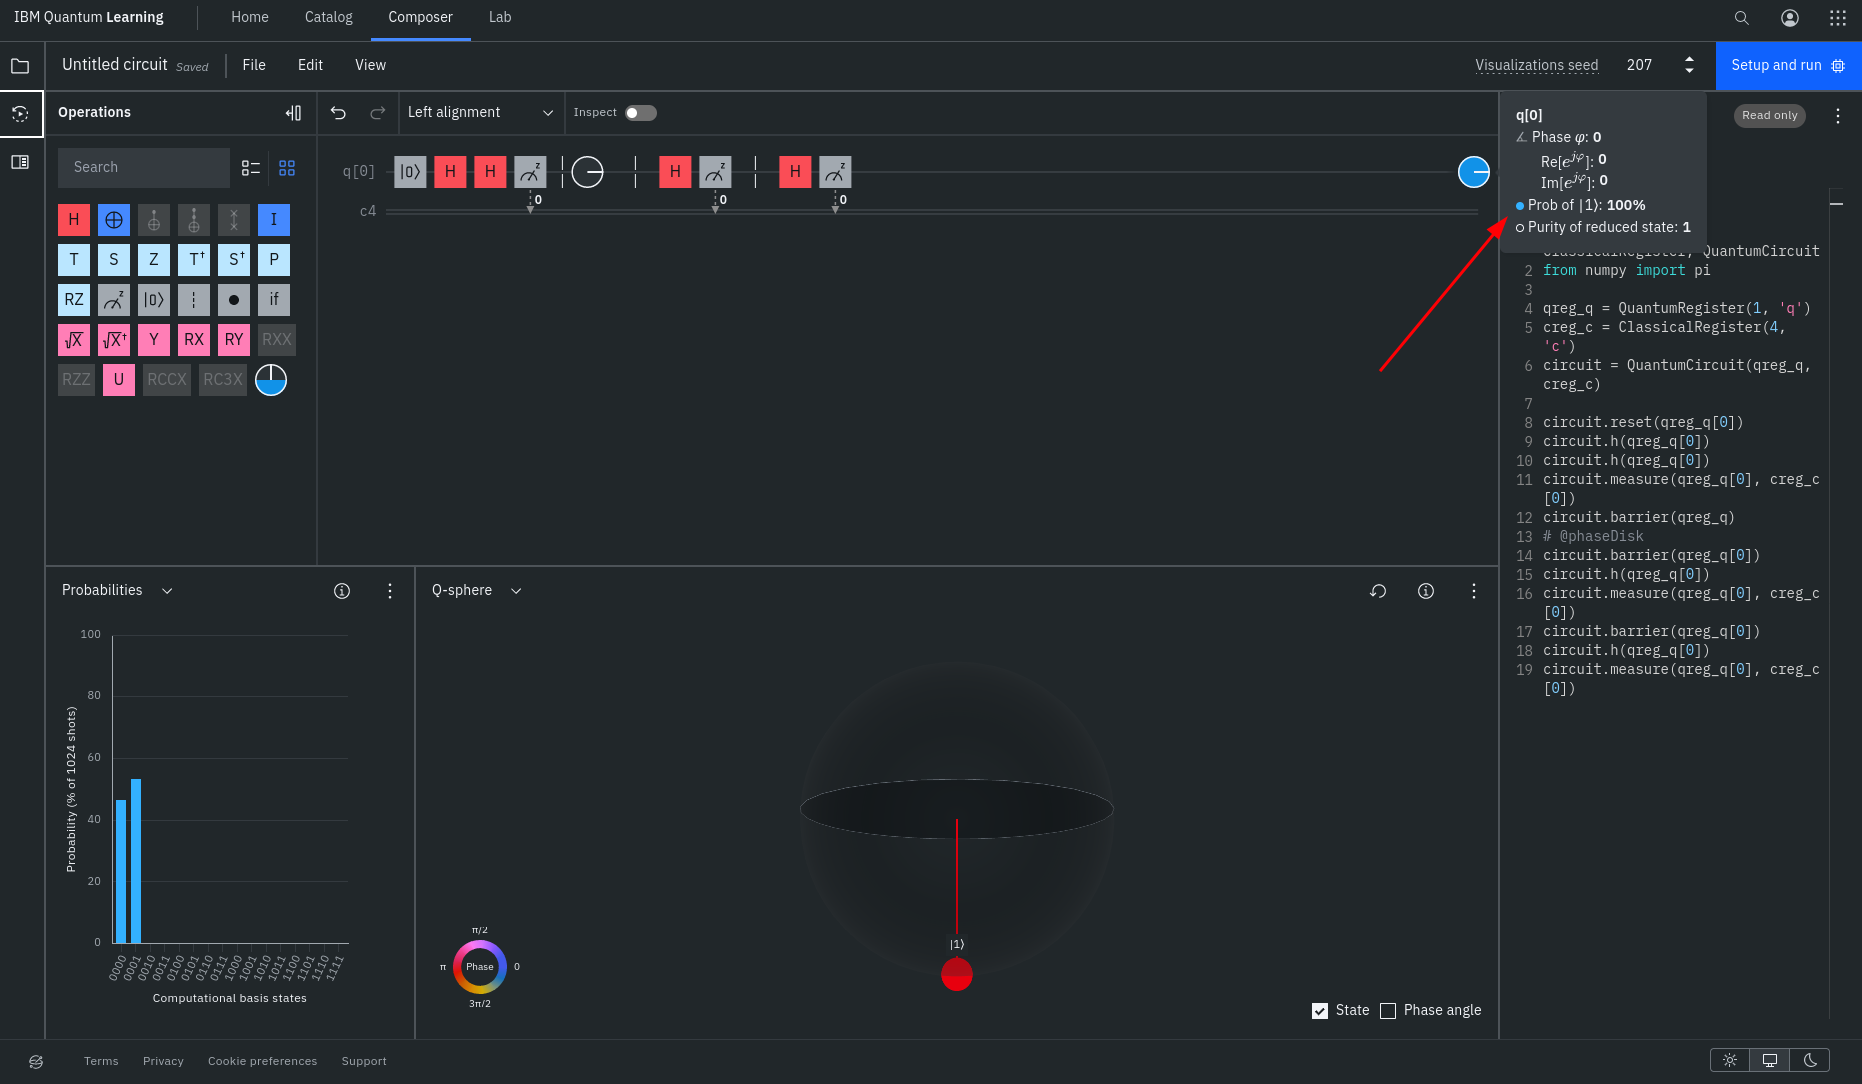 IBM Quantum Learning
Home
Catalog
Composer
Lab
Untitled circuit
Saved
File
Edit
View
Visualizations seed
207
Setup and run
Operations
Left alignment
Inspect
Search
H
I
T
S
Z
T†
S†
P
RZ
z
|0⟩
if
√X
√X†
Y
RX
RY
RXX
RZZ
U
RCCX
RC3X
q[0]
|0⟩
H
H
z
H
z
H
z
c4
0
0
0
q[0]
Phase φ: 0
Re[e^jφ]: 0
Im[e^jφ]: 0
Prob of |1⟩: 100%
Purity of reduced state: 1
Read only
ClassicalRegister, QuantumCircuit
2 from numpy import pi
3
4 qreg_q = QuantumRegister(1, 'q')
5 creg_c = ClassicalRegister(4,
'c')
6 circuit = QuantumCircuit(qreg_q,
creg_c)
7
8 circuit.reset(qreg_q[0])
9 circuit.h(qreg_q[0])
10 circuit.h(qreg_q[0])
11 circuit.measure(qreg_q[0], creg_c
[0])
12 circuit.barrier(qreg_q)
13 # @phaseDisk
14 circuit.barrier(qreg_q[0])
15 circuit.h(qreg_q[0])
16 circuit.measure(qreg_q[0], creg_c
[0])
17 circuit.barrier(qreg_q[0])
18 circuit.h(qreg_q[0])
19 circuit.measure(qreg_q[0], creg_c
[0])
Probabilities
Probability (% of 1024 shots)
100
80
60
40
20
0
0000
0001
0010
0011
0100
0101
0110
0111
1000
1001
1010
1011
1100
1101
1110
1111
Computational basis states
Q-sphere
|1⟩
π/2
π
Phase
0
3π/2
State
Phase angle
Terms
Privacy
Cookie preferences
Support